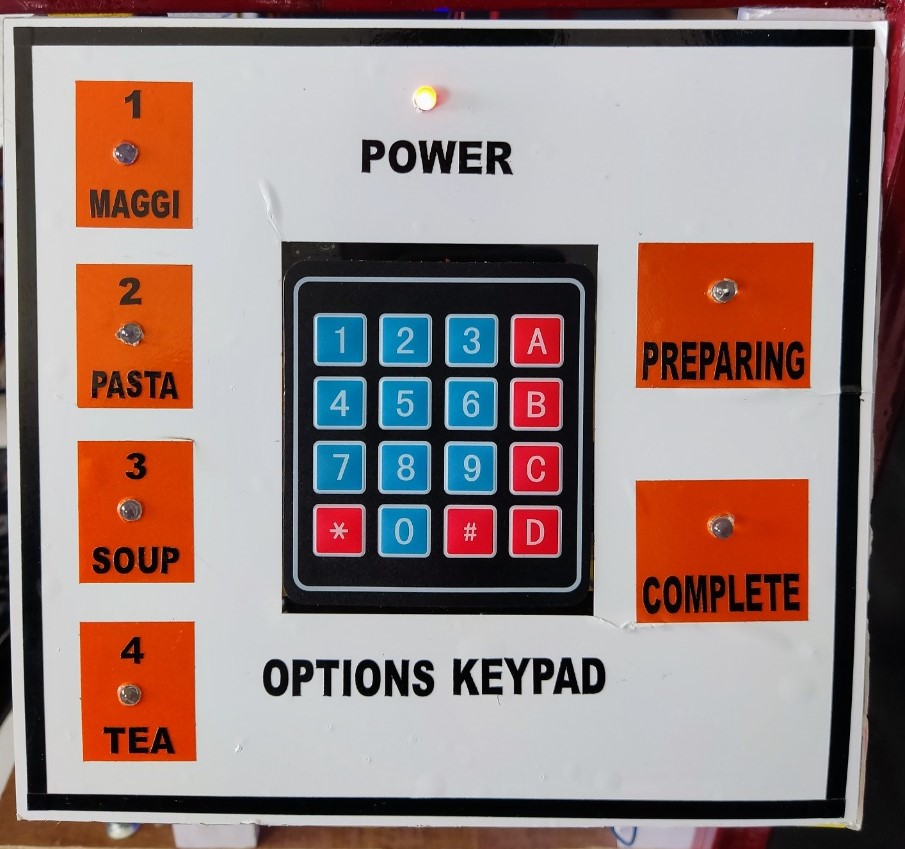 1
MAGGI
2
PASTA
3
SOUP
4
TEA
POWER
1 2 3 A
4 5 6 B
7 8 9 C
* 0 # D
OPTIONS KEYPAD
PREPARING
COMPLETE